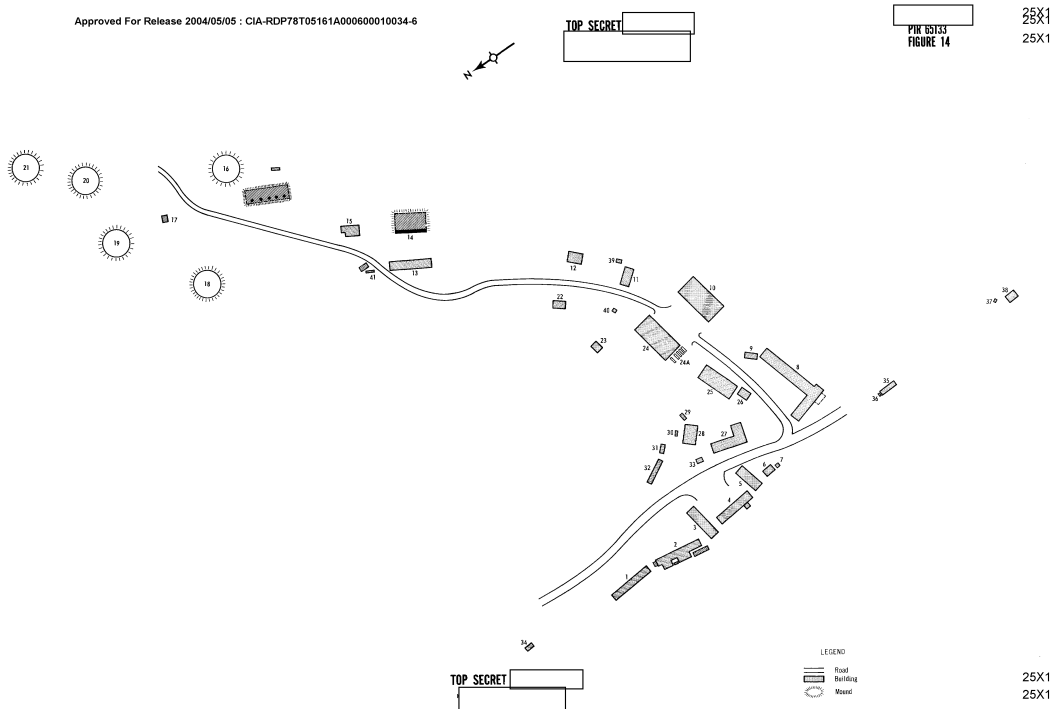 Approved For Release 2004/05/05 : CIA-RDP78T05161A000600010034-6
TOP SECRET
25X1
25X1
PIR 65133
FIGURE 14
25X1
N
21
20
16
17
15
14
19
13
41
18
12
39
11
10
22
40
38
37
23
24
24A
9
8
25
26
35
36
29
30
28
27
31
32
33
7
6
5
4
3
2
1
34
LEGEND
Road
Building
Mound
TOP SECRET
25X1
25X1